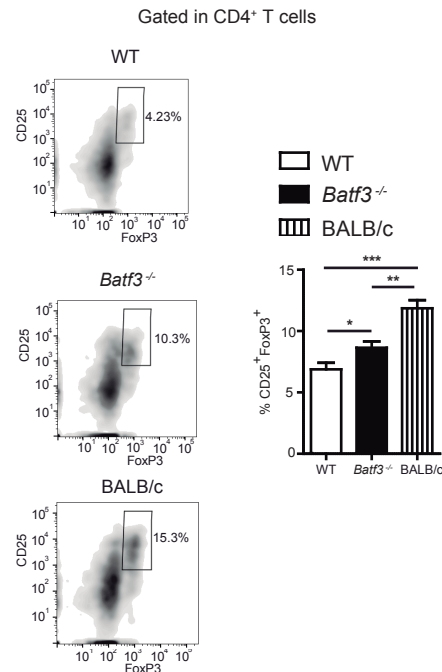 Gated in CD4⁺ T cells
WT
10⁵
10⁴
10³
10²
10¹
CD25
4.23%
10¹ 10² 10³ 10⁴ 10⁵
FoxP3
Batf3 -/-
10⁵
10⁴
10³
10²
10¹
CD25
10.3%
10¹ 10² 10³ 10⁴ 10⁵
FoxP3
BALB/c
10⁵
10⁴
10³
10²
10¹
CD25
15.3%
10¹ 10² 10³ 10⁴ 10⁵
FoxP3
WT
Batf3 -/-
BALB/c
% CD25⁺FoxP3⁺
15
10
5
0
***
**
*
WT Batf3 -/- BALB/c